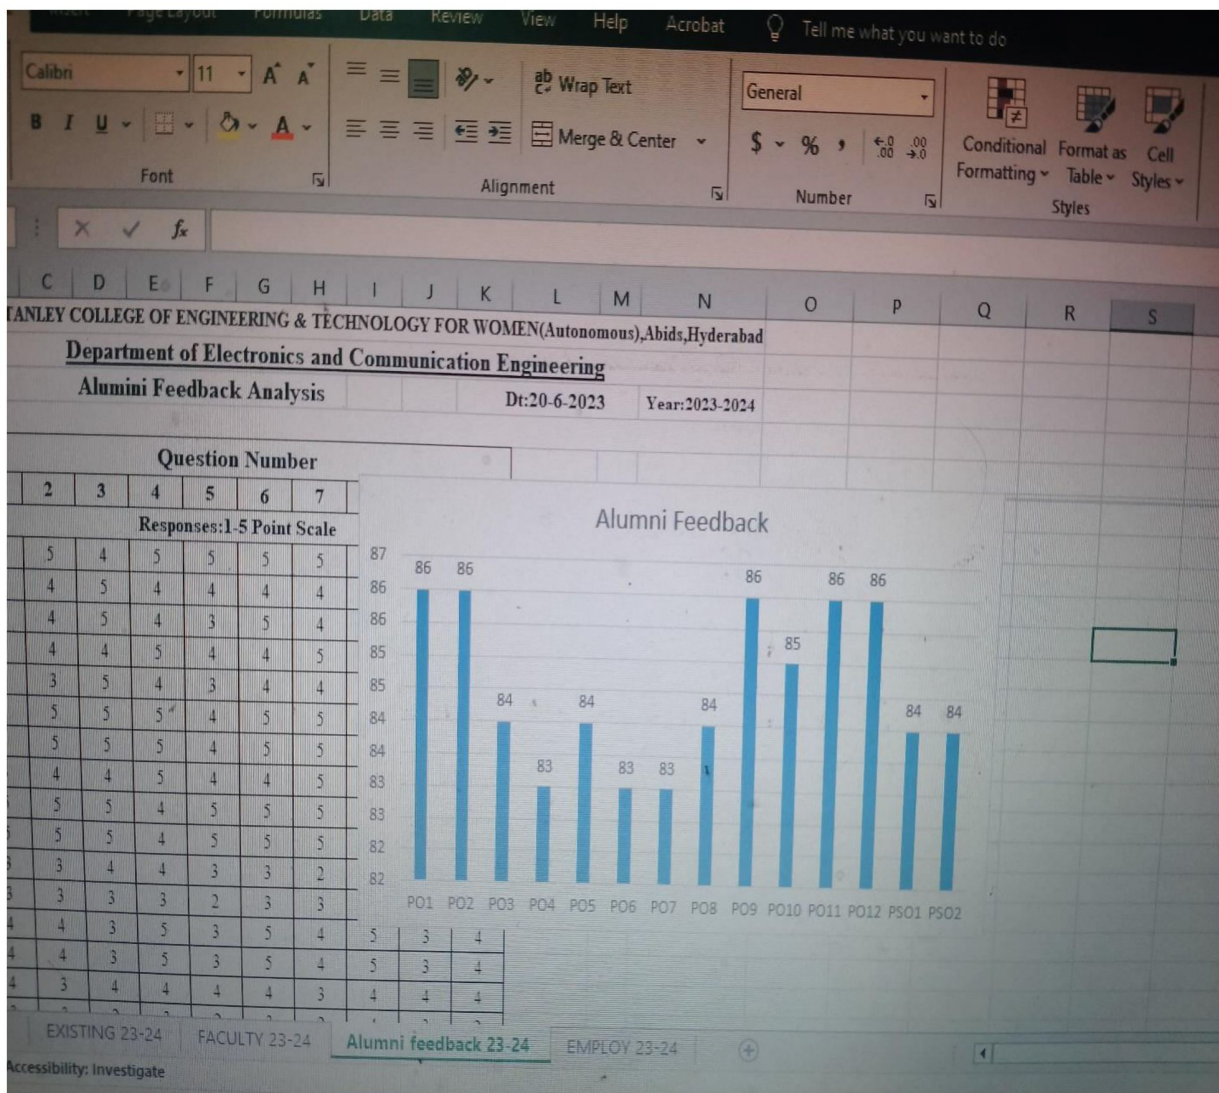 Page Layout Formulas Data Review View Help Acrobat Tell me what you want to do
Calibri 11 A A ab Wrap Text General
B I U A Merge & Center $ % , Conditional Format as Cell
Formatting Table Styles
Font Alignment Number Styles
fx
C D E F G H I J K L M N O P Q R S
TANLEY COLLEGE OF ENGINEERING & TECHNOLOGY FOR WOMEN(Autonomous),Abids,Hyderabad
Department of Electronics and Communication Engineering
Alumini Feedback Analysis Dt:20-6-2023 Year:2023-2024
Question Number
2 3 4 5 6 7
Responses:1-5 Point Scale
5 4 5 5 5 5
4 5 4 4 4 4
4 5 4 3 5 4
4 4 5 4 4 5
3 5 4 3 4 4
5 5 5 4 5 5
5 5 5 4 5 5
4 4 5 4 4 5
5 5 4 5 5 5
5 5 4 5 5 5
3 3 4 4 3 3 2
3 3 3 3 2 3 3
4 4 3 5 3 5 4 5 3 4
4 4 3 5 3 5 4 5 3 4
4 3 4 4 4 4 3 4 4 4
Alumni Feedback
87
86
86
85
85
84
84
83
83
82
82
86 86 84 83 84 83 83 84 86 85 86 86 84 84
PO1 PO2 PO3 PO4 PO5 PO6 PO7 PO8 PO9 PO10 PO11 PO12 PSO1 PSO2
EXISTING 23-24 FACULTY 23-24 Alumni feedback 23-24 EMPLOY 23-24
Accessibility: Investigate